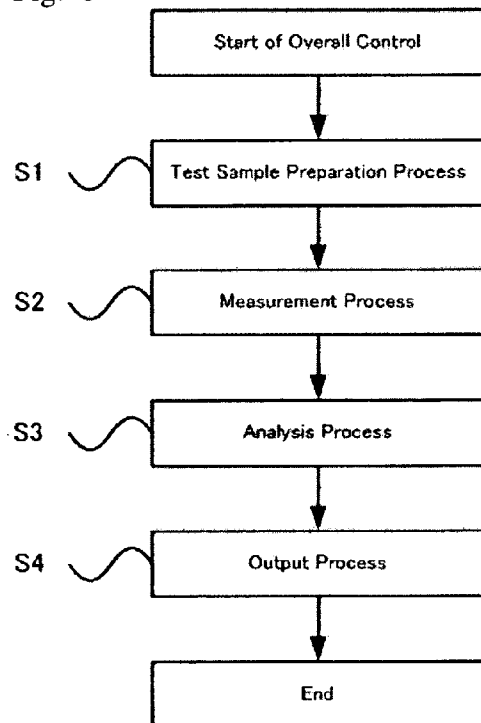 Start of Overall Control
S1 Test Sample Preparation Process
S2 Measurement Process
S3 Analysis Process
S4 Output Process
End